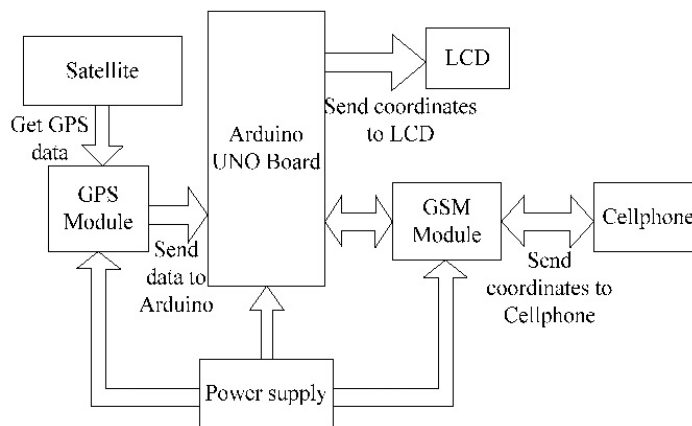 Satellite
Get GPS
data
GPS
Module
Send
data to
Arduino
Arduino
UNO Board
LCD
Send coordinates
to LCD
GSM
Module
Cellphone
Send
coordinates to
Cellphone
Power supply